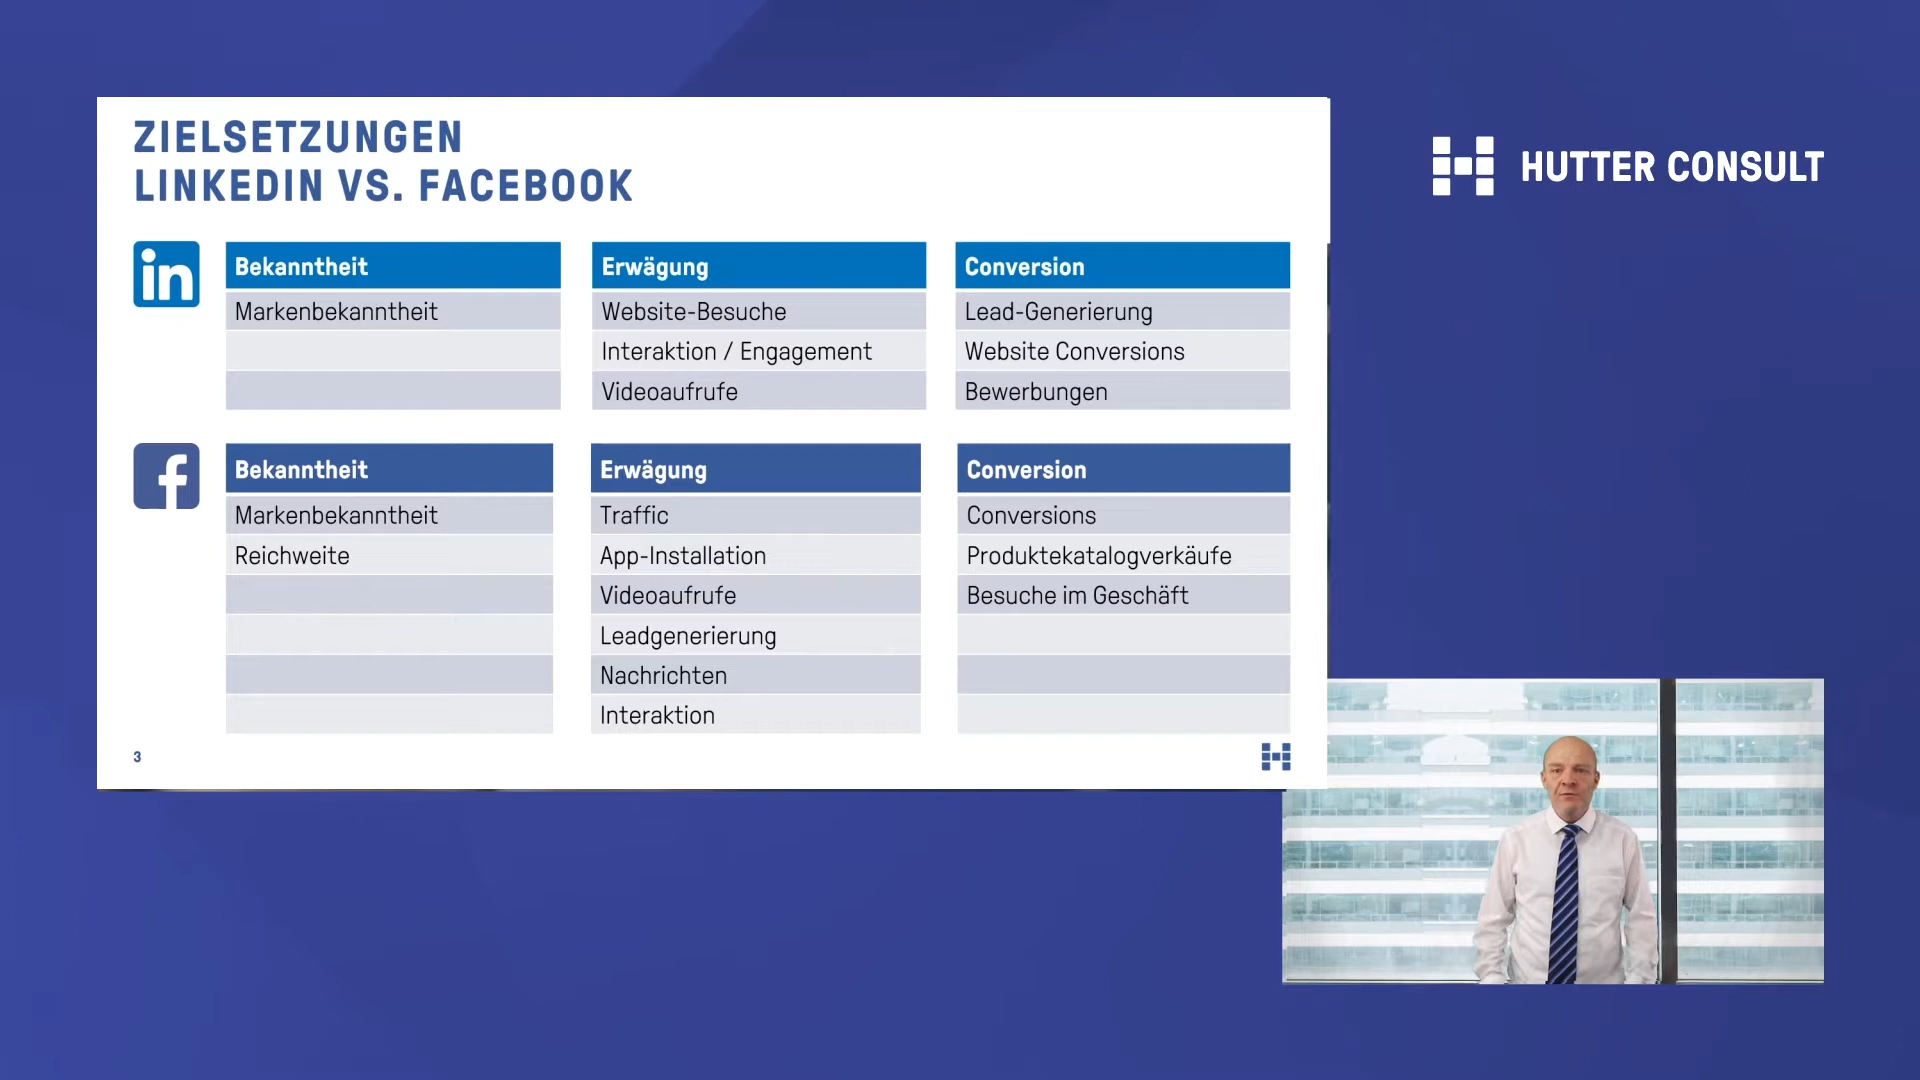 ZIELSETZUNGEN
LINKEDIN VS. FACEBOOK
HUTTER CONSULT
in
Bekanntheit
Markenbekanntheit
Erwägung
Website-Besuche
Interaktion / Engagement
Videoaufrufe
Conversion
Lead-Generierung
Website Conversions
Bewerbungen
f
Bekanntheit
Markenbekanntheit
Reichweite
Erwägung
Traffic
App-Installation
Videoaufrufe
Leadgenerierung
Nachrichten
Interaktion
Conversion
Conversions
Produktekatalogverkäufe
Besuche im Geschäft
3